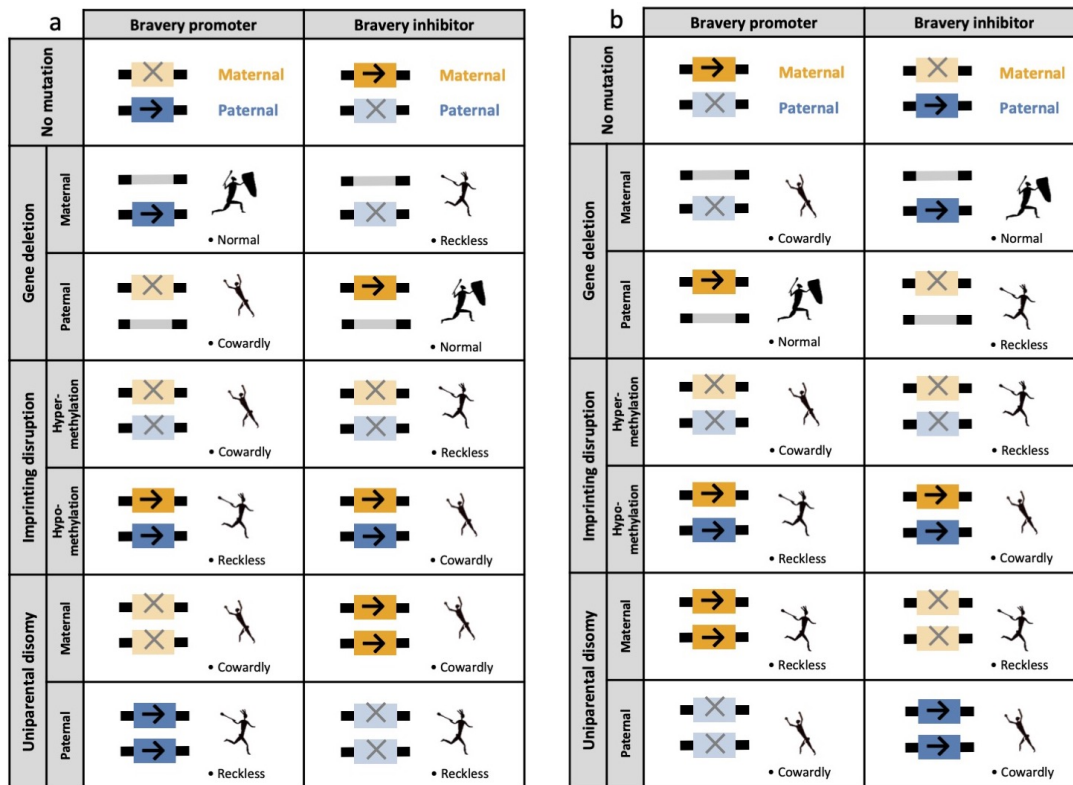 a
Bravery promoter
Bravery inhibitor
No mutation
Maternal
Paternal
Maternal
Paternal
Gene deletion
Maternal
• Normal
• Reckless
Paternal
• Cowardly
• Normal
Imprinting disruption
Hyper-
methylation
• Cowardly
• Reckless
Hypo-
methylation
• Reckless
• Cowardly
Uniparental disomy
Maternal
• Cowardly
• Cowardly
Paternal
• Reckless
• Reckless
b
Bravery promoter
Bravery inhibitor
No mutation
Maternal
Paternal
Maternal
Paternal
Gene deletion
Maternal
• Cowardly
• Normal
Paternal
• Normal
• Reckless
Imprinting disruption
Hyper-
methylation
• Cowardly
• Reckless
Hypo-
methylation
• Reckless
• Cowardly
Uniparental disomy
Maternal
• Reckless
• Reckless
Paternal
• Cowardly
• Cowardly